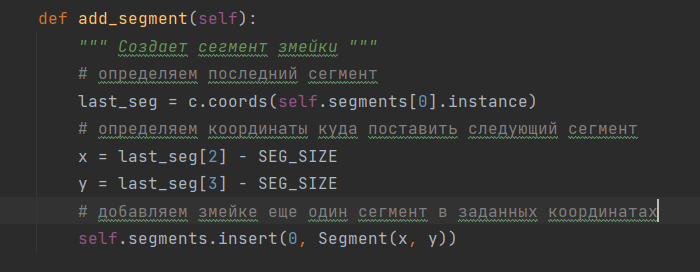 def add_segment(self):
""" Создает сегмент змейки """
# определяем последний сегмент
last_seg = c.coords(self.segments[0].instance)
# определяем координаты куда поставить следующий сегмент
x = last_seg[2] - SEG_SIZE
y = last_seg[3] - SEG_SIZE
# добавляем змейке еще один сегмент в заданных координатах
self.segments.insert(0, Segment(x, y))